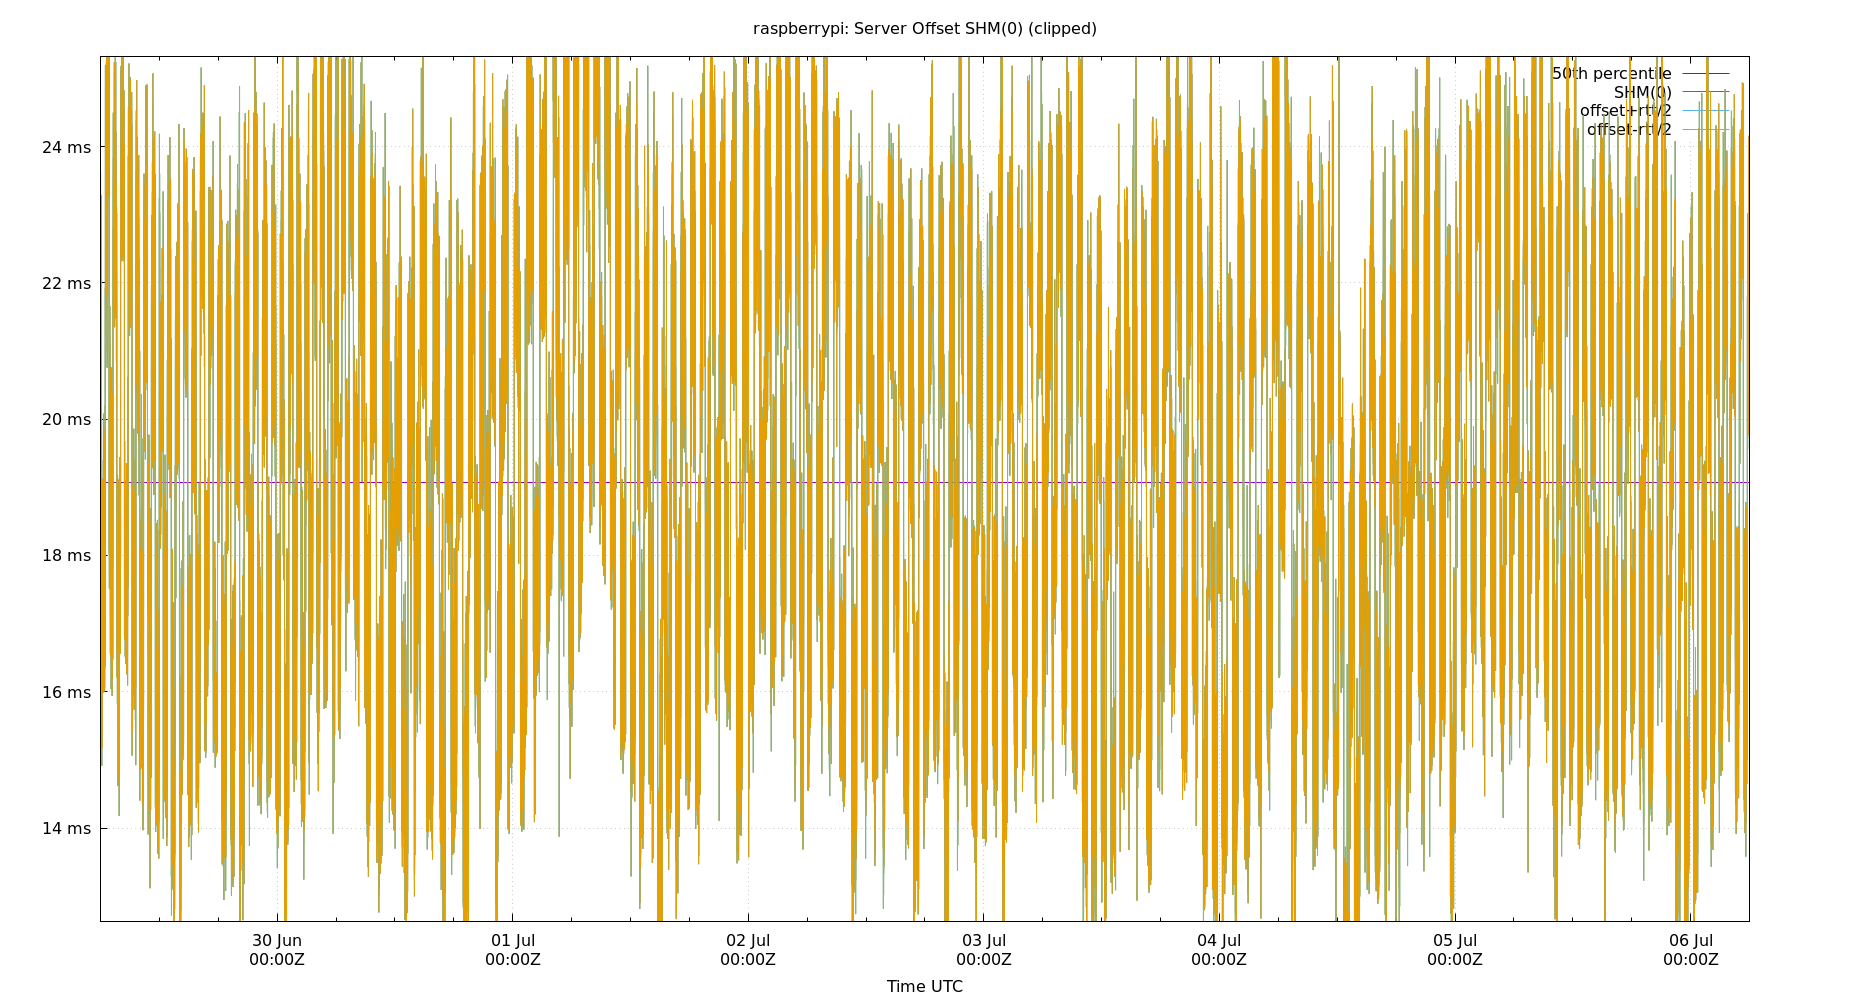 raspberrypi: Server Offset SHM(0) (clipped)
50th percentile
SHM(0)
offset+rtt/2
offset-rtt/2
24 ms
22 ms
20 ms
18 ms
16 ms
14 ms
30 Jun 01 Jul 02 Jul 03 Jul 04 Jul 05 Jul 06 Jul
00:00Z 00:00Z 00:00Z 00:00Z 00:00Z 00:00Z 00:00Z
Time UTC